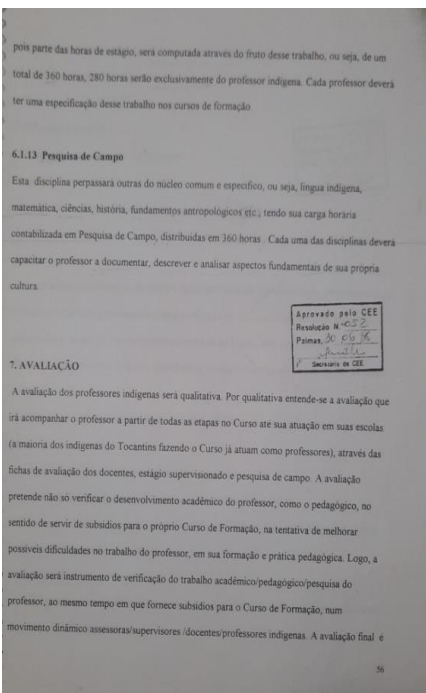 pois parte das horas de estágio, será computada através do fruto desse trabalho, ou seja, de um
total de 360 horas, 280 horas serão exclusivamente do professor indígena. Cada professor deverá
ter uma especificação desse trabalho nos cursos de formação
6.1.13 Pesquisa de Campo
Esta disciplina perpassará outras do núcleo comum e específico, ou seja, língua indígena,
matemática, ciências, história, fundamentos antropológicos etc., tendo sua carga horária
contabilizada em Pesquisa de Campo, distribuídas em 360 horas. Cada uma das disciplinas deverá
capacitar o professor a documentar, descrever e analisar aspectos fundamentais de sua própria
cultura.
Aprovado pelo CEE
Resolução N.º 052
Palmas, 30 06
Secretaria do CEE
7. AVALIAÇÃO
A avaliação dos professores indígenas será qualitativa. Por qualitativa entende-se a avaliação que
irá acompanhar o professor a partir de todas as etapas no Curso até sua atuação em suas escolas
(a maioria dos indígenas do Tocantins fazendo o Curso já atuam como professores), através das
fichas de avaliação dos docentes, estágio supervisionado e pesquisa de campo. A avaliação
pretende não só verificar o desenvolvimento acadêmico do professor, como o pedagógico, no
sentido de servir de subsídios para o próprio Curso de Formação, na tentativa de melhorar
possíveis dificuldades no trabalho do professor, em sua formação e prática pedagógica. Logo, a
avaliação será instrumento de verificação do trabalho acadêmico/pedagógico/pesquisa do
professor, ao mesmo tempo em que fornece subsídios para o Curso de Formação, num
movimento dinâmico assessoras/supervisores /docentes/professores indígenas. A avaliação final é
56